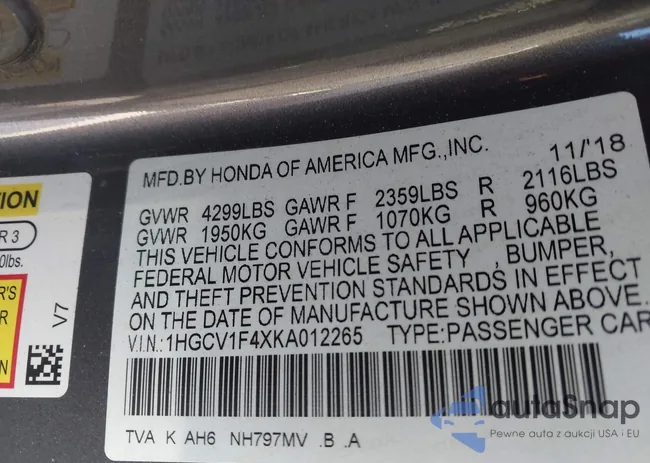 MFD.BY HONDA OF AMERICA MFG.,INC. 11/'18
GVWR 4299LBS GAWR F 2359LBS R 2116LBS
GVWR 1950KG GAWR F 1070KG R 960KG
THIS VEHICLE CONFORMS TO ALL APPLICABLE
FEDERAL MOTOR VEHICLE SAFETY , BUMPER,
AND THEFT PREVENTION STANDARDS IN EFFECT
ON THE DATE OF MANUFACTURE SHOWN ABOVE.
V.I.N.:1HGCV1F4XKA012265 TYPE:PASSENGER CAR
TVA K AH6 NH797MV .B .A
TION
R 3
0lbs.
'S
R
N
V7
autoSnap
Pewne auta z aukcji USA i EU